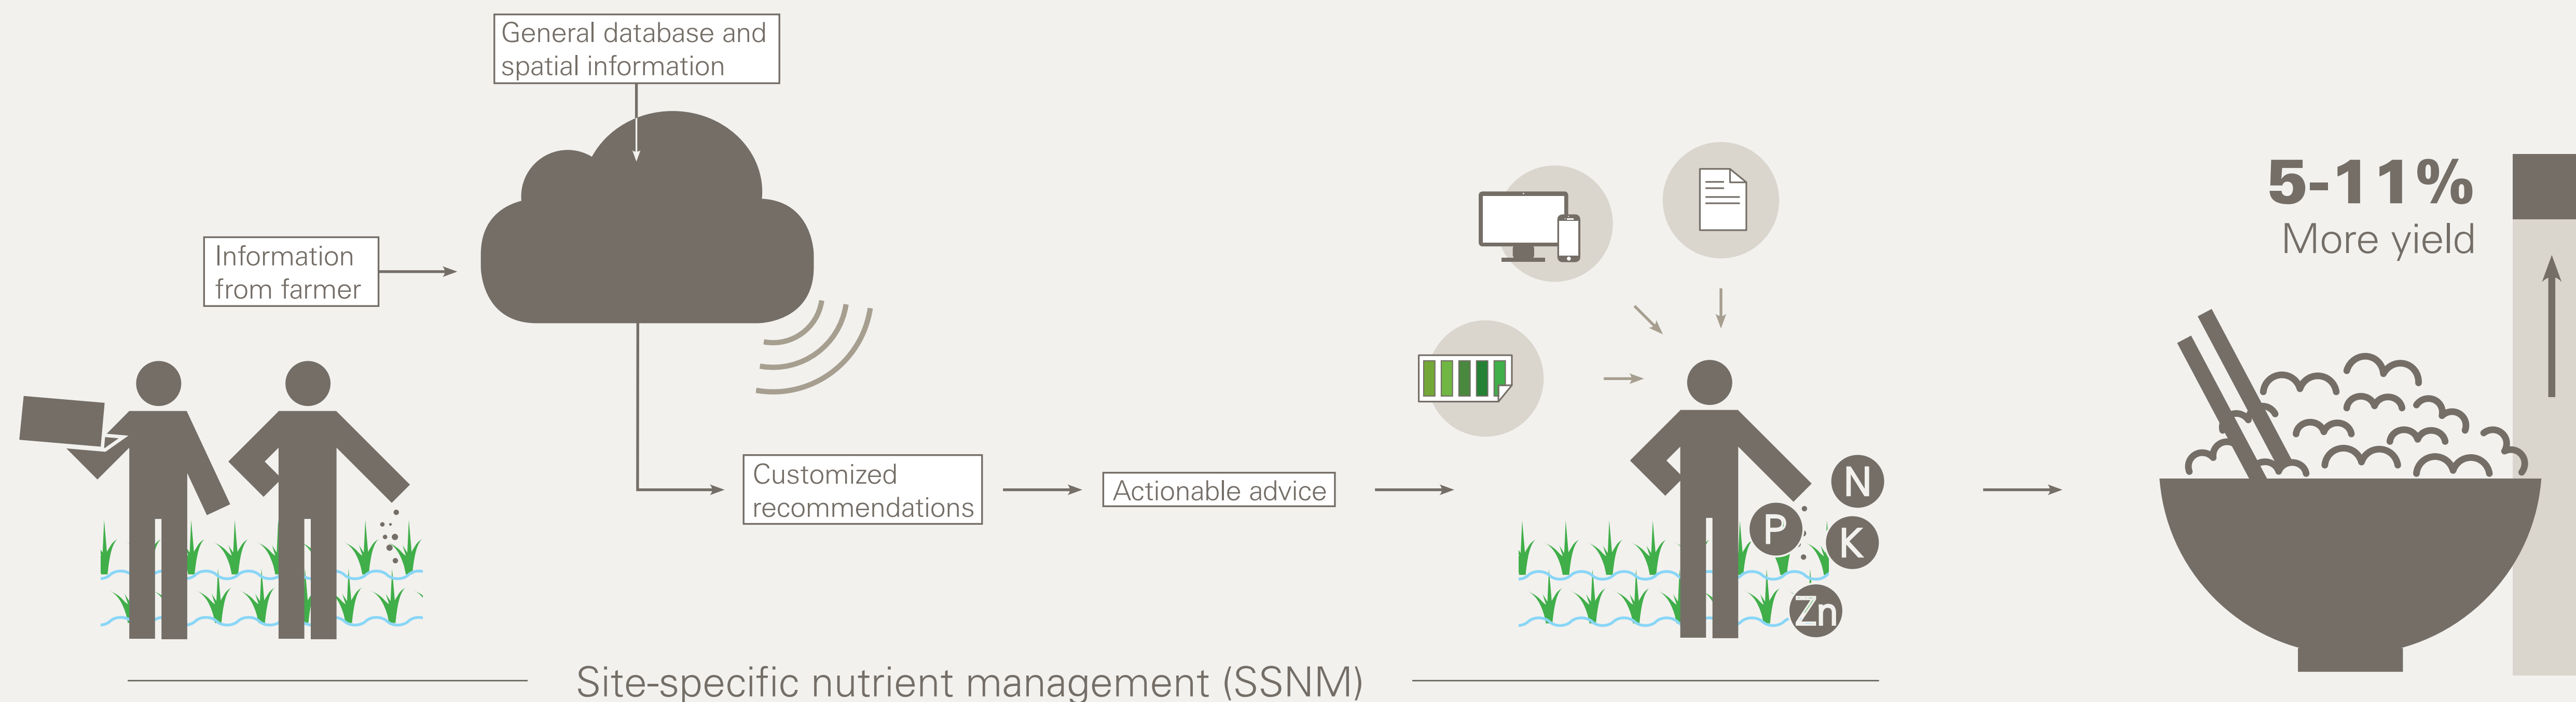 General database and
spatial information
Information
from farmer
Customized
recommendations
Actionable advice
N
P
K
Zn
5-11%
More yield
Site-specific nutrient management (SSNM)